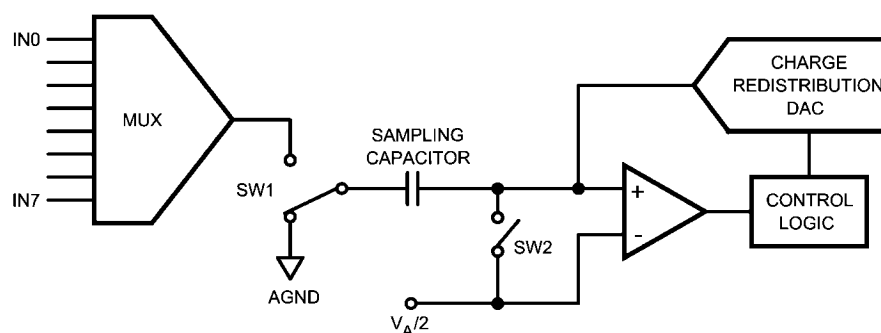 IN0
MUX
IN7
SW1
AGND
SAMPLING
CAPACITOR
SW2
V_A/2
+
-
CHARGE
REDISTRIBUTION
DAC
CONTROL
LOGIC